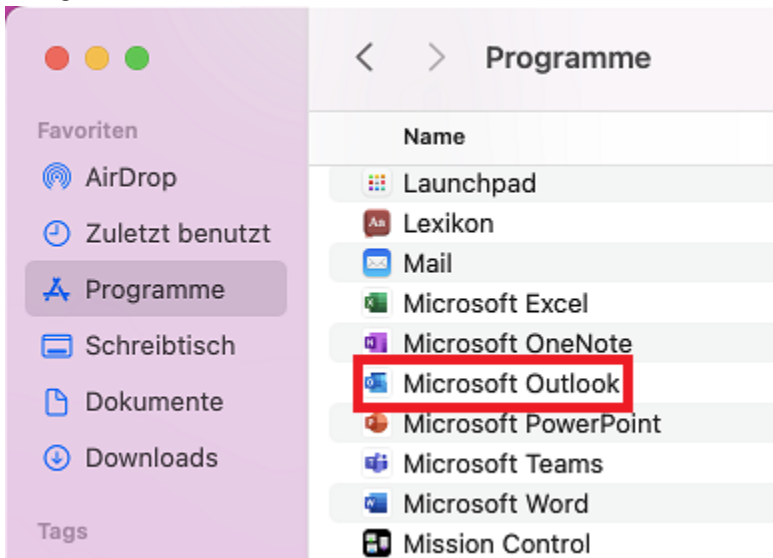 Favoriten
AirDrop
Zuletzt benutzt
Programme
Schreibtisch
Dokumente
Downloads
Tags
Programme
Name
Launchpad
Aa Lexikon
Mail
Microsoft Excel
Microsoft OneNote
Microsoft Outlook
Microsoft PowerPoint
Microsoft Teams
Microsoft Word
Mission Control